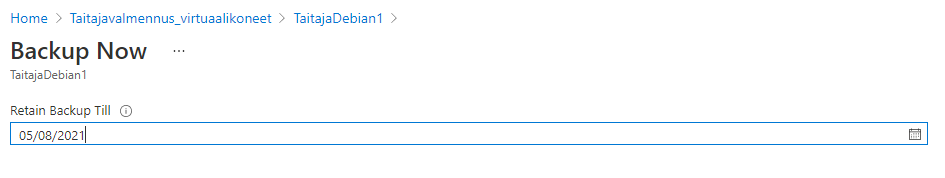 Home > Taitajavalmennus_virtuaalikoneet > TaitajaDebian1 >
Backup Now ...
TaitajaDebian1
Retain Backup Till
05/08/2021